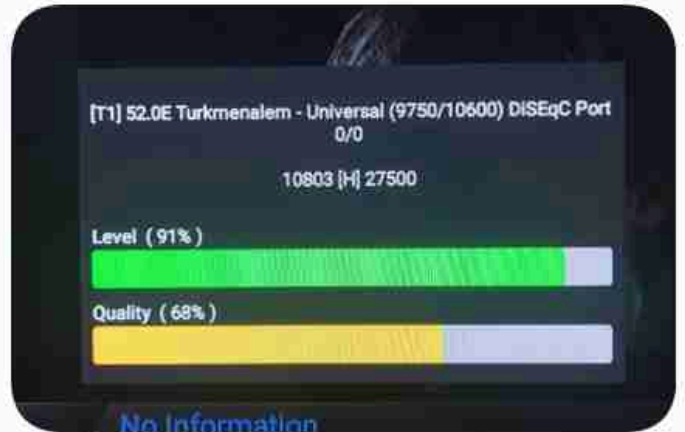 [T1] 52.0E Turkmenalem - Universal (9750/10600) DiSEqC Port
0/0
10803 [H] 27500
Level ( 91% )
Quality ( 68% )
No Information